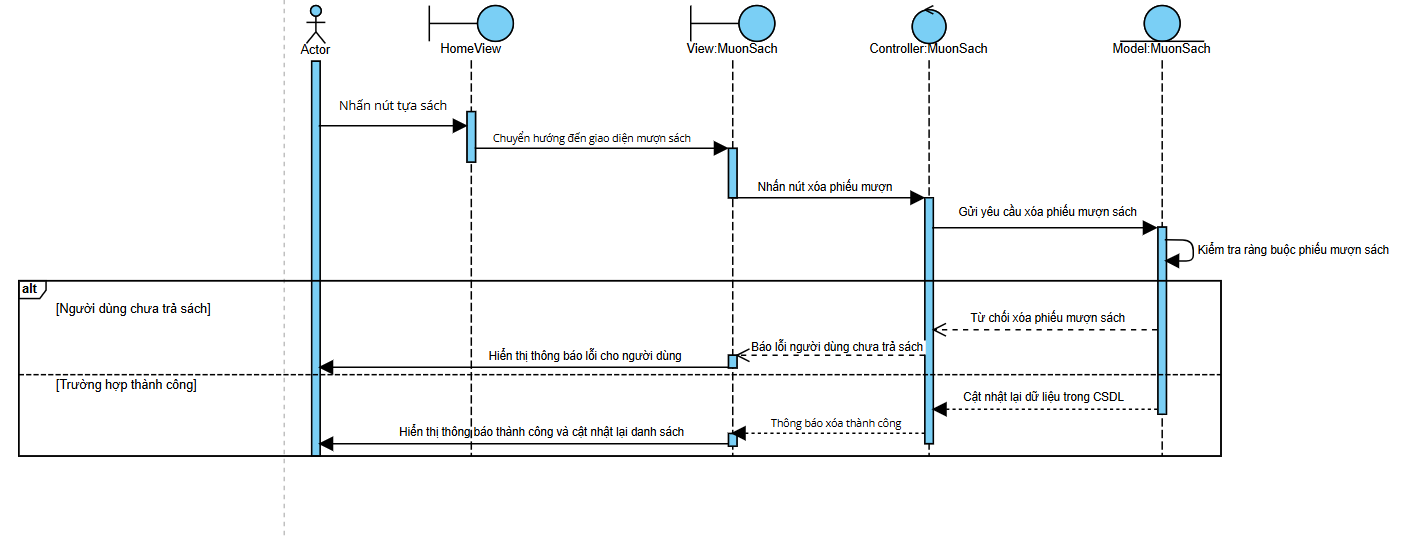 Actor
HomeView
View:MuonSach
Controller:MuonSach
Model:MuonSach
Nhấn nút tựa sách
Chuyển hướng đến giao diện mượn sách
Nhấn nút xóa phiếu mượn
Gửi yêu cầu xóa phiếu mượn sách
Kiểm tra ràng buộc phiếu mượn sách
alt
[Người dùng chưa trả sách]
Từ chối xóa phiếu mượn sách
Báo lỗi người dùng chưa trả sách
Hiển thị thông báo lỗi cho người dùng
[Trường hợp thành công]
Cật nhật lại dữ liệu trong CSDL
Thông báo xóa thành công
Hiển thị thông báo thành công và cật nhật lại danh sách